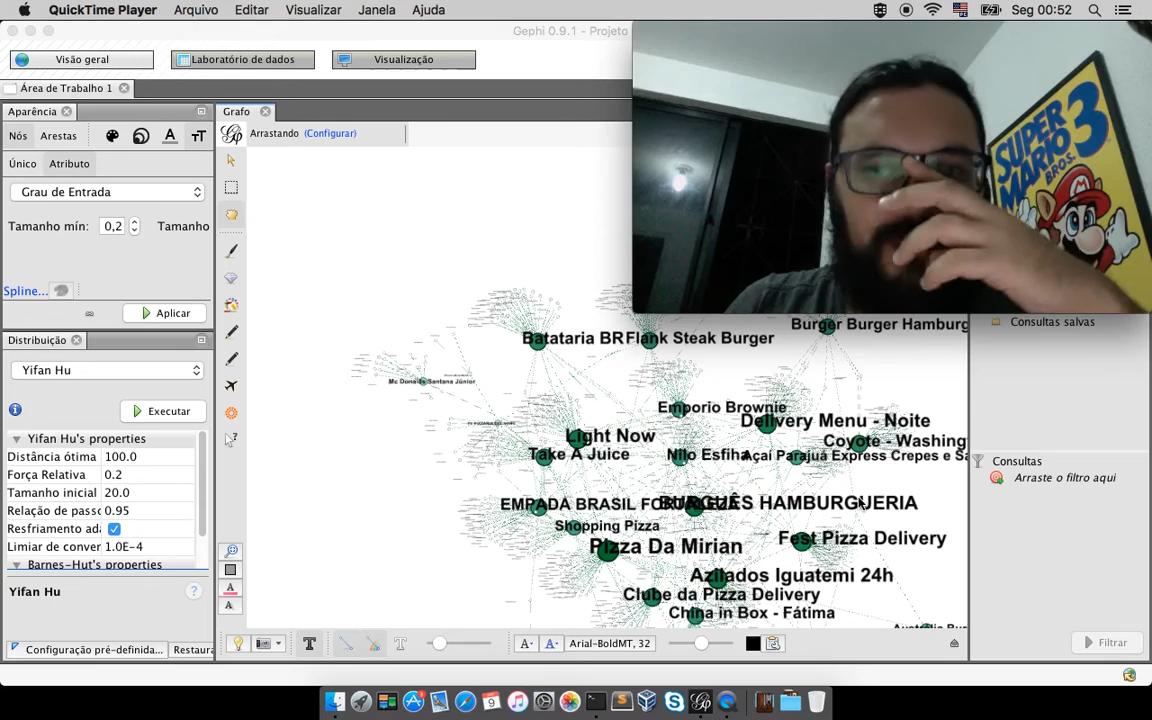 QuickTime Player Arquivo Editar Visualizar Janela Ajuda Seg 00:52
Gephi 0.9.1 - Projeto
Visão geral Laboratório de dados Visualização
Área de Trabalho 1
Aparência
Nós Arestas
Único Atributo
Grau de Entrada
Tamanho mín: 0,2 Tamanho
Spline...
Aplicar
Distribuição
Yifan Hu
Executar
Yifan Hu's properties
Distância ótima 100.0
Força Relativa 0.2
Tamanho inicial 20.0
Relação de passo 0.95
Resfriamento ada
Limiar de conver 1.0E-4
Barnes-Hut's properties
Yifan Hu
Configuração pré-definida... Restaura
Grafo
Arrastando (Configurar)
SUPER
MARIO
BROS. 3
Burger Burger Hamburg
Batataria BR Flank Steak Burger
Mc Donalds Santana Júnior
Emporio Brownie
Delivery Menu - Noite
Light Now
Coyote - Washing
Take A Juice Nilo Esfiha Açaí Parajuá Express Crepes e Sa
EMPADA BRASIL BURGUÊS HAMBURGUERIA
Shopping Pizza
Pizza Da Mirian Fest Pizza Delivery
Azilados Iguatemi 24h
Clube da Pizza Delivery
China in Box - Fátima
Arial-BoldMT, 32
Consultas salvas
Consultas
Arraste o filtro aqui
Filtrar